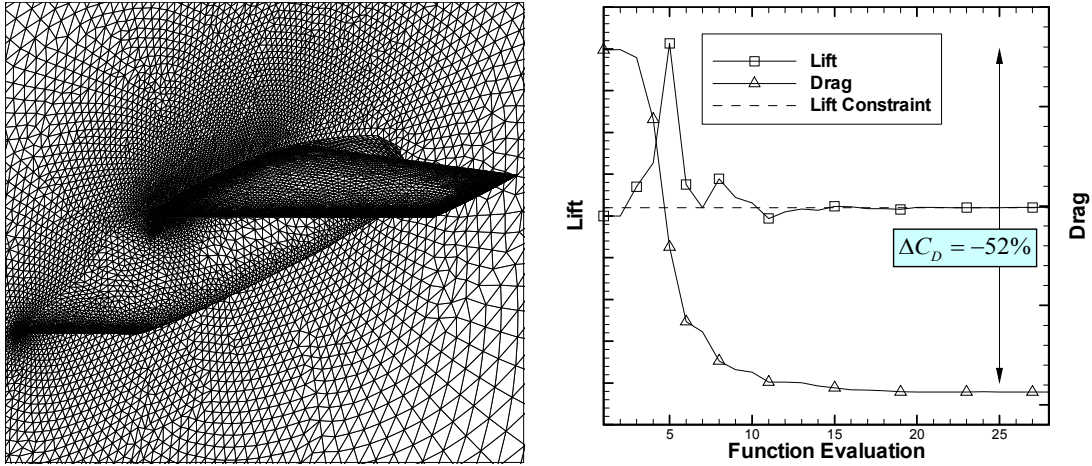 Lift
Drag
Lift Constraint
Lift
Drag
ΔC_D = −52%
5
10
15
20
25
Function Evaluation